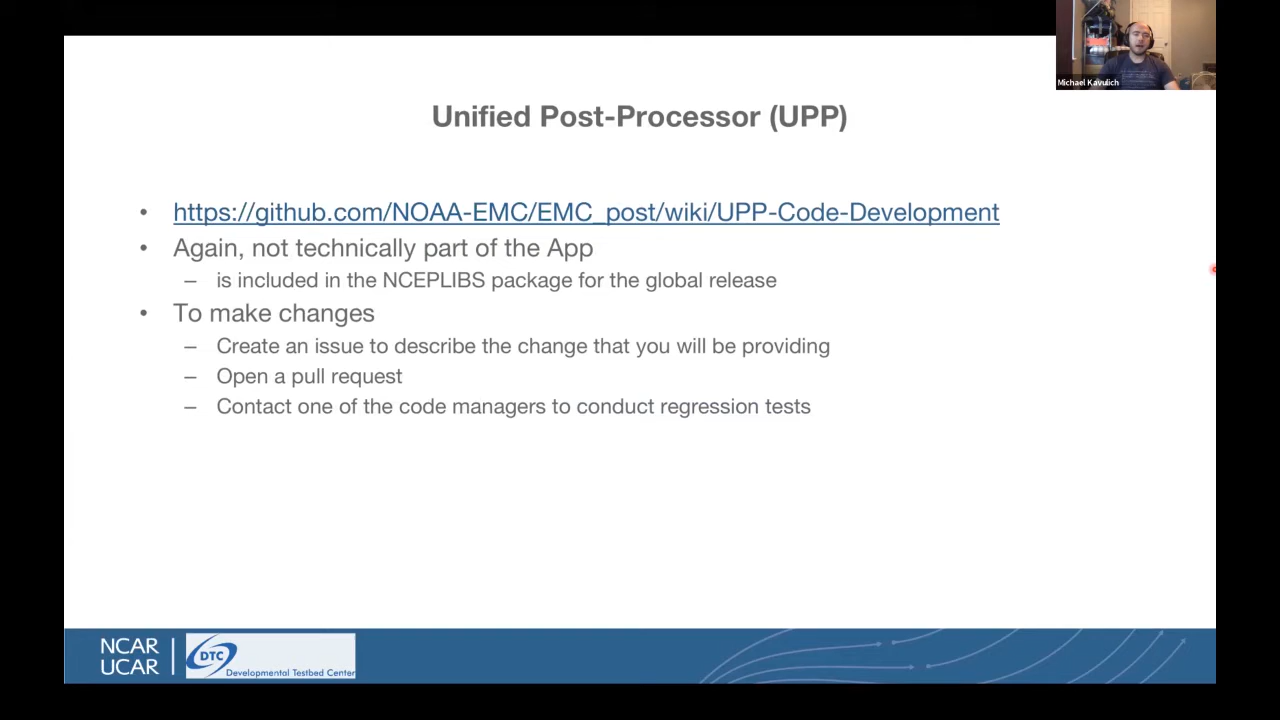 Michael Kavulich
Unified Post-Processor (UPP)
• https://github.com/NOAA-EMC/EMC_post/wiki/UPP-Code-Development
• Again, not technically part of the App
– is included in the NCEPLIBS package for the global release
• To make changes
– Create an issue to describe the change that you will be providing
– Open a pull request
– Contact one of the code managers to conduct regression tests
NCAR
UCAR
DTC
Developmental Testbed Center